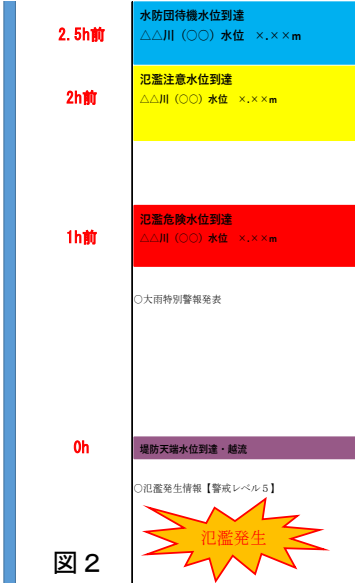 水防団待機水位到達
2.5h前
△△川（○○）水位　×.××m
氾濫注意水位到達
2h前
△△川（○○）水位　×.××m
氾濫危険水位到達
1h前
△△川（○○）水位　×.××m
○大雨特別警報発表
0h
堤防天端水位到達・越流
○氾濫発生情報【警戒レベル５】
氾濫発生
図２